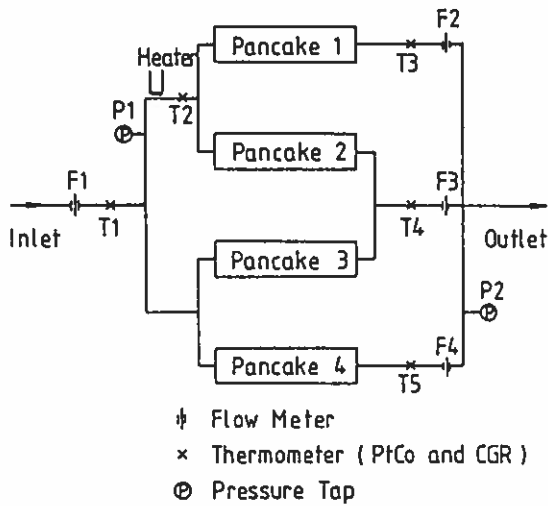 F2
Pancake 1
Heater
T3
P1
T2
Pancake 2
F1
F3
Inlet
T1
T4
Outlet
Pancake 3
P2
F4
Pancake 4
T5
Flow Meter
Thermometer ( PtCo and CGR )
P Pressure Tap